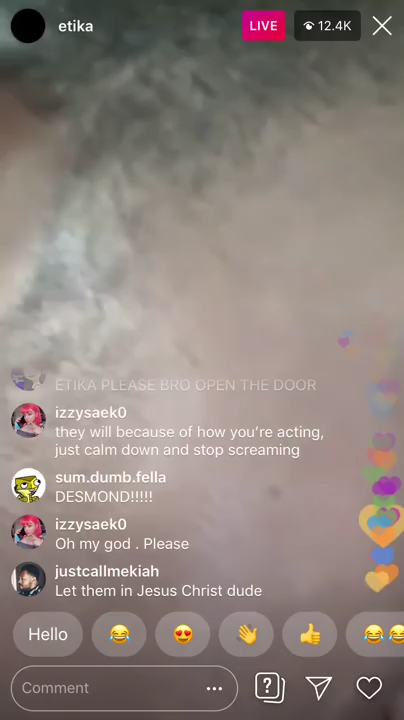 etika
LIVE
12.4K
ETIKA PLEASE BRO OPEN THE DOOR
izzysaek0
they will because of how you’re acting,
just calm down and stop screaming
sum.dumb.fella
DESMOND!!!!!
izzysaek0
Oh my god . Please
justcallmekiah
Let them in Jesus Christ dude
Hello
Comment